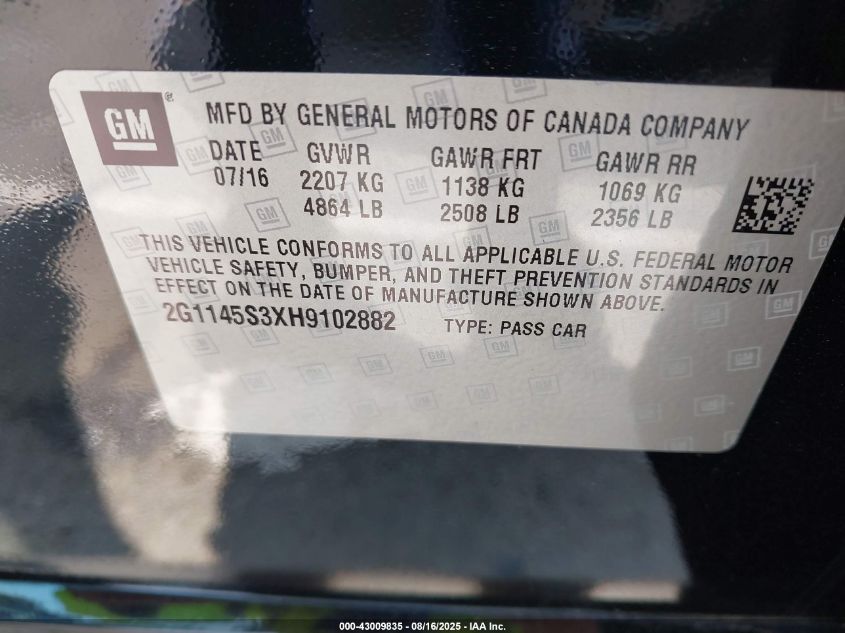 GM®
MFD BY GENERAL MOTORS OF CANADA COMPANY
DATE GVWR GAWR FRT GAWR RR
07/16 2207 KG 1138 KG 1069 KG
4864 LB 2508 LB 2356 LB
THIS VEHICLE CONFORMS TO ALL APPLICABLE U.S. FEDERAL MOTOR
VEHICLE SAFETY, BUMPER, AND THEFT PREVENTION STANDARDS IN
EFFECT ON THE DATE OF MANUFACTURE SHOWN ABOVE.
2G1145S3XH9102882 TYPE: PASS CAR
000-43009835 - 08/16/2025 - IAA Inc.